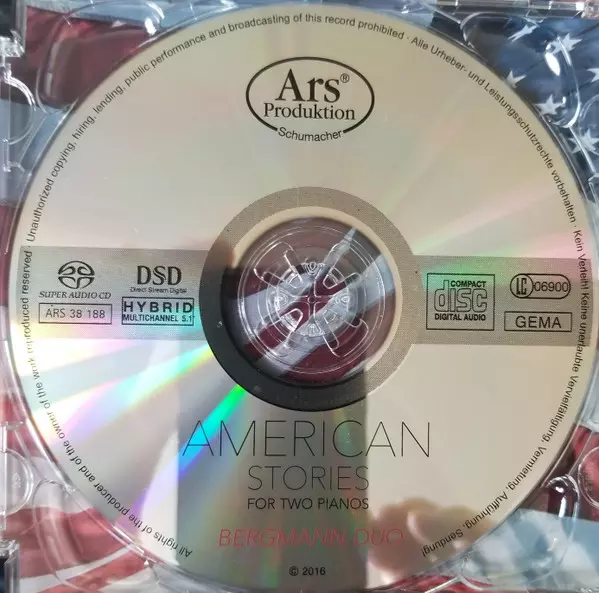 All rights of the producer and of the owner of the work reproduced reserved · Unauthorized copying, hiring, lending, public performance and broadcasting of this record prohibited · Alle Urheber- und Leistungsschutzrechte vorbehalten · Kein Verleih! Keine unerlaubte Vervielfältigung, Vermietung, Aufführung, Sendung!
Ars®
Produktion
Schumacher
SUPER AUDIO CD
ARS 38 188
DSD
Direct Stream Digital
HYBRID
MULTICHANNEL 5.1
COMPACT
disc
DIGITAL AUDIO
LC 06900
GEMA
AMERICAN
STORIES
FOR TWO PIANOS
BERGMANN DUO
© 2016